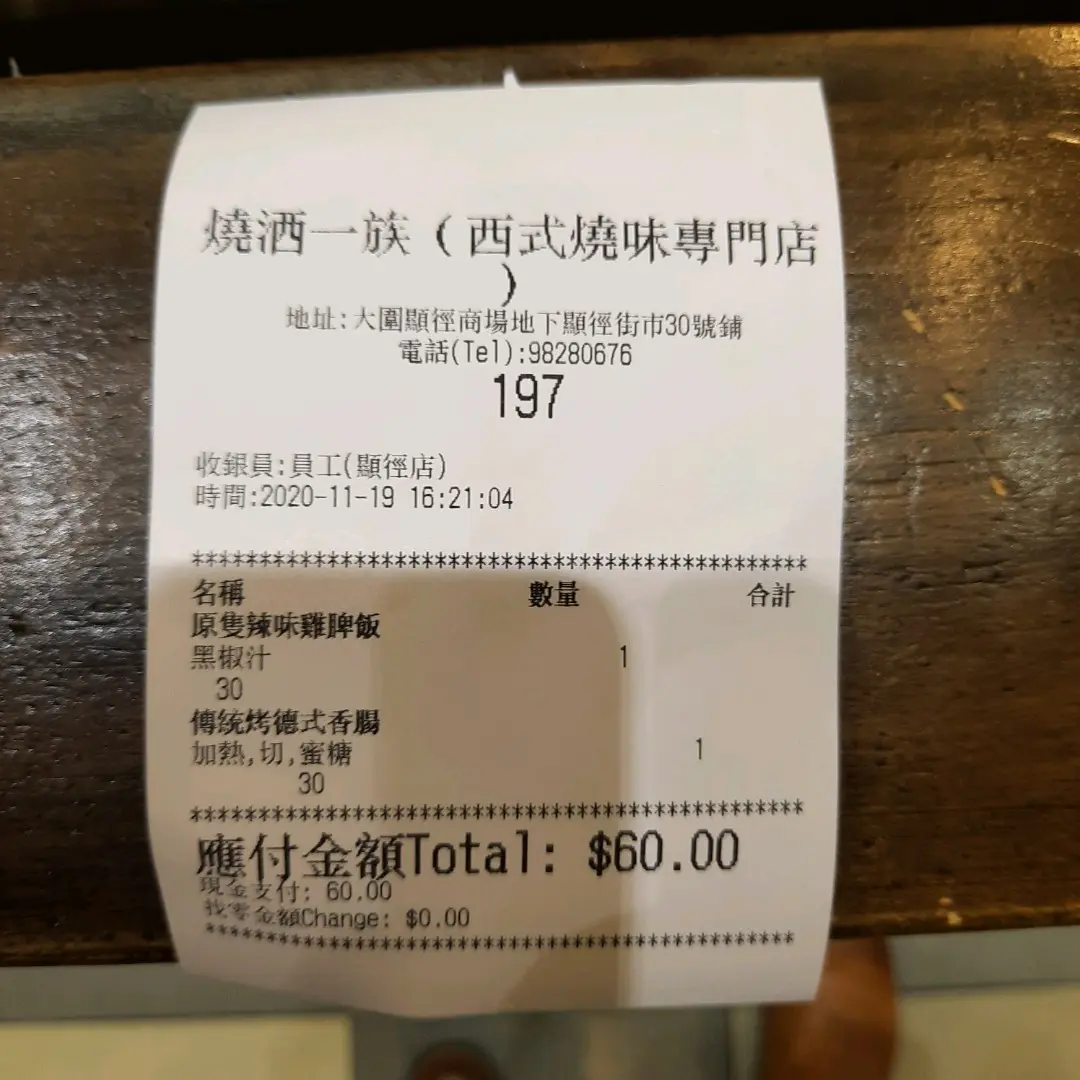 燒洒一族（西式燒味專門店
）
地址:大圍顯徑商場地下顯徑街市30號鋪
電話(Tel):98280676
197
收銀員:員工(顯徑店)
時間:2020-11-19 16:21:04
**********************************************
名稱 數量 合計
原隻辣味雞脾飯
黑椒汁 1
30
傳統烤德式香腸
加熱,切,蜜糖 1
30
**********************************************
應付金額Total: $60.00
現金支付: 60.00
找零金額Change: $0.00
**********************************************